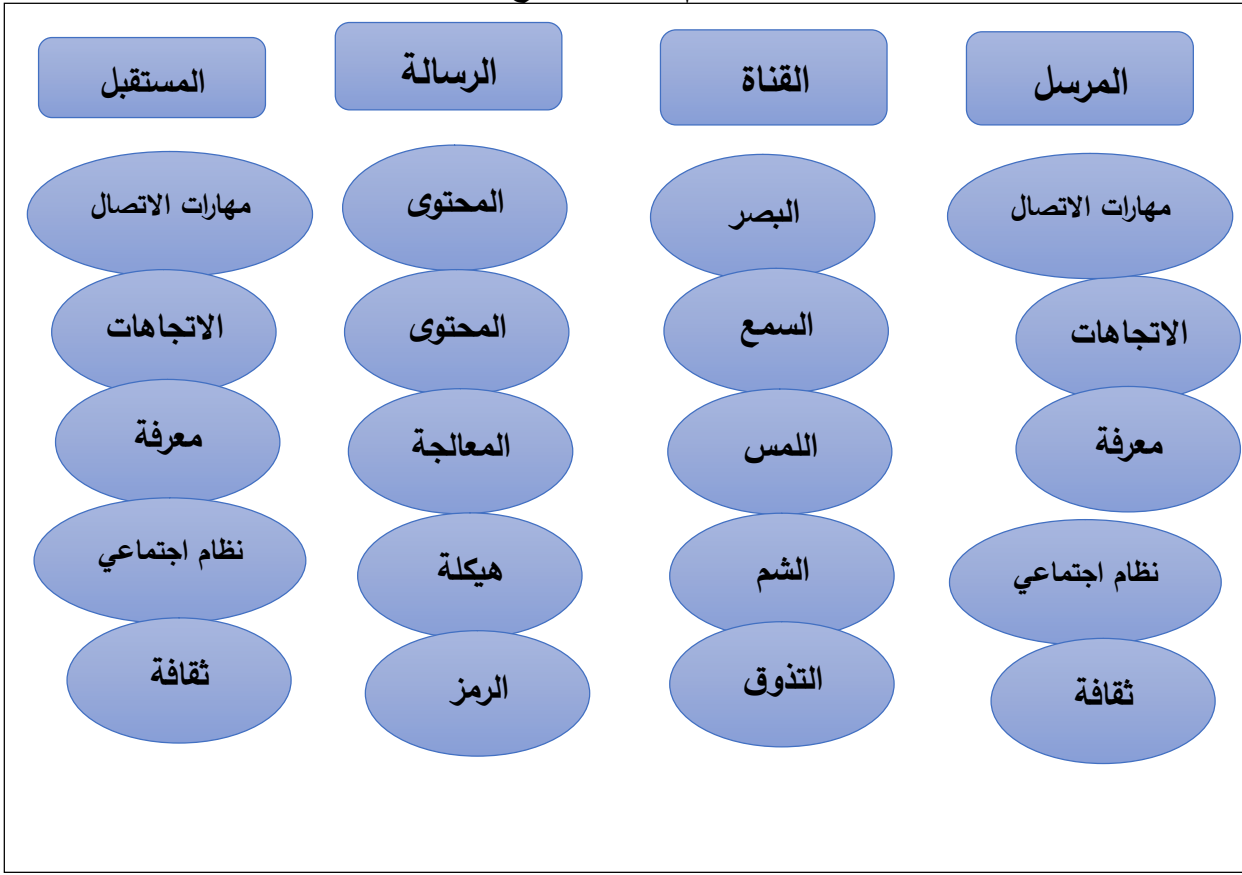 المرسل
مهارات الاتصال
الاتجاهات
معرفة
نظام اجتماعي
ثقافة
القناة
البصر
السمع
اللمس
الشم
التذوق
الرسالة
المحتوى
المحتوى
المعالجة
هيكلة
الرمز
المستقبل
مهارات الاتصال
الاتجاهات
معرفة
نظام اجتماعي
ثقافة